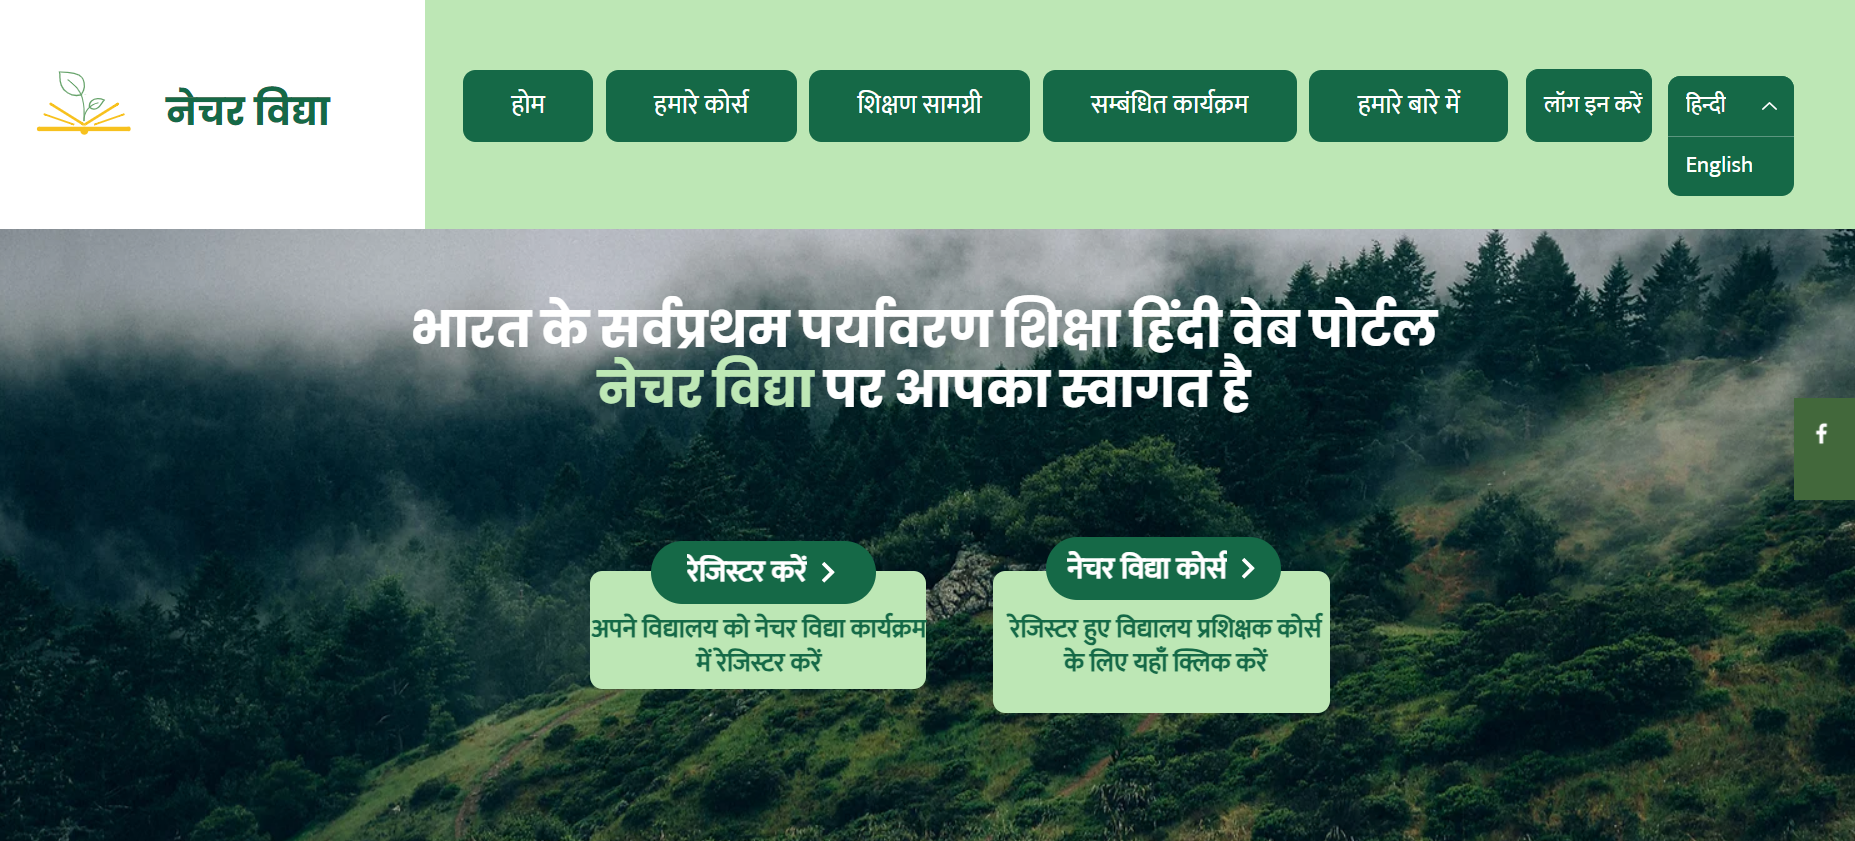 नेचर विद्या
होम
हमारे कोर्स
शिक्षण सामग्री
सम्बंधित कार्यक्रम
हमारे बारे में
लॉग इन करें
हिन्दी
English
भारत के सर्वप्रथम पर्यावरण शिक्षा हिंदी वेब पोर्टल
नेचर विद्या पर आपका स्वागत है
रेजिस्टर करें
अपने विद्यालय को नेचर विद्या कार्यक्रम
में रेजिस्टर करें
नेचर विद्या कोर्स
रेजिस्टर हुए विद्यालय प्रशिक्षक कोर्स
के लिए यहाँ क्लिक करें